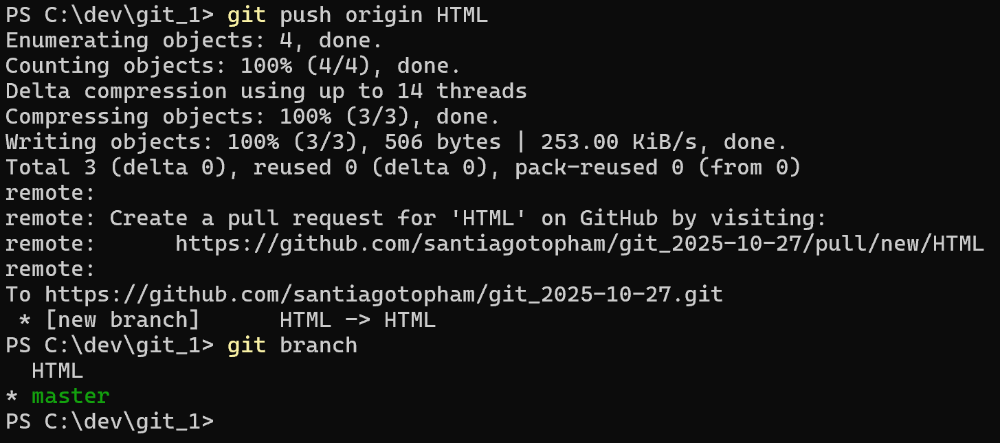 PS C:\dev\git_1> git push origin HTML
Enumerating objects: 4, done.
Counting objects: 100% (4/4), done.
Delta compression using up to 14 threads
Compressing objects: 100% (3/3), done.
Writing objects: 100% (3/3), 506 bytes | 253.00 KiB/s, done.
Total 3 (delta 0), reused 0 (delta 0), pack-reused 0 (from 0)
remote:
remote: Create a pull request for 'HTML' on GitHub by visiting:
remote:      https://github.com/santiagotopham/git_2025-10-27/pull/new/HTML
remote:
To https://github.com/santiagotopham/git_2025-10-27.git
 * [new branch]      HTML -> HTML
PS C:\dev\git_1> git branch
  HTML
* master
PS C:\dev\git_1>